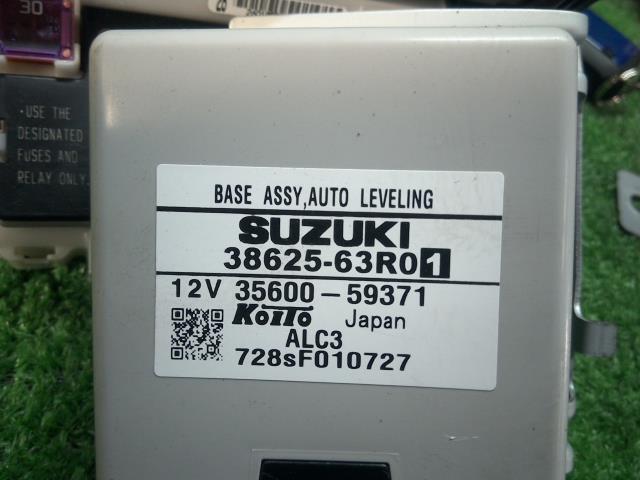 30
·USE THE
DESIGNATED
FUSES AND
RELAY ONLY.
BASE ASSY,AUTO LEVELING
SUZUKI
38625-63R01
12V 35600-59371
KOITO Japan
ALC3
728sF010727